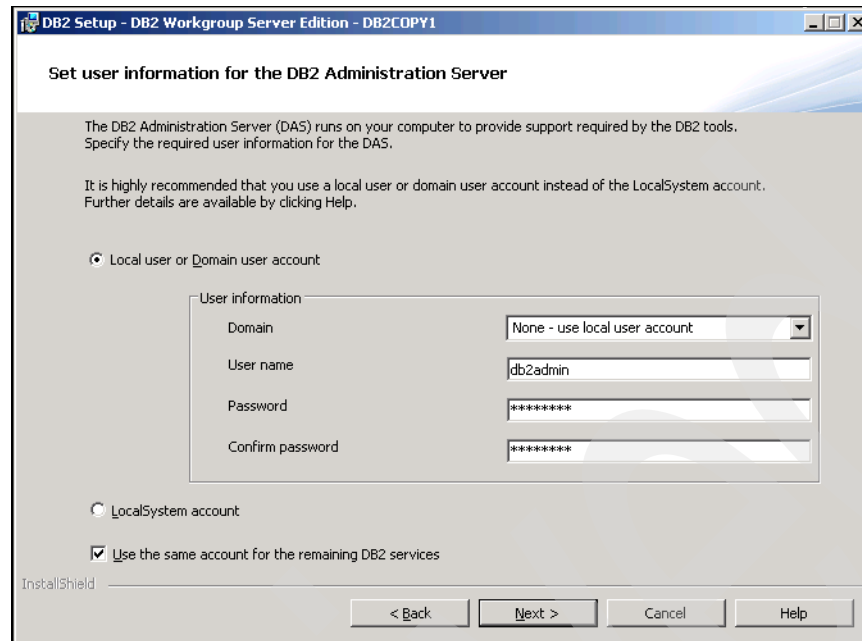 DB2 Setup - DB2 Workgroup Server Edition - DB2COPY1
Set user information for the DB2 Administration Server
The DB2 Administration Server (DAS) runs on your computer to provide support required by the DB2 tools.
Specify the required user information for the DAS.
It is highly recommended that you use a local user or domain user account instead of the LocalSystem account.
Further details are available by clicking Help.
Local user or Domain user account
User information
Domain
None - use local user account
User name
db2admin
Password
********
Confirm password
********
LocalSystem account
Use the same account for the remaining DB2 services
InstallShield
< Back
Next >
Cancel
Help